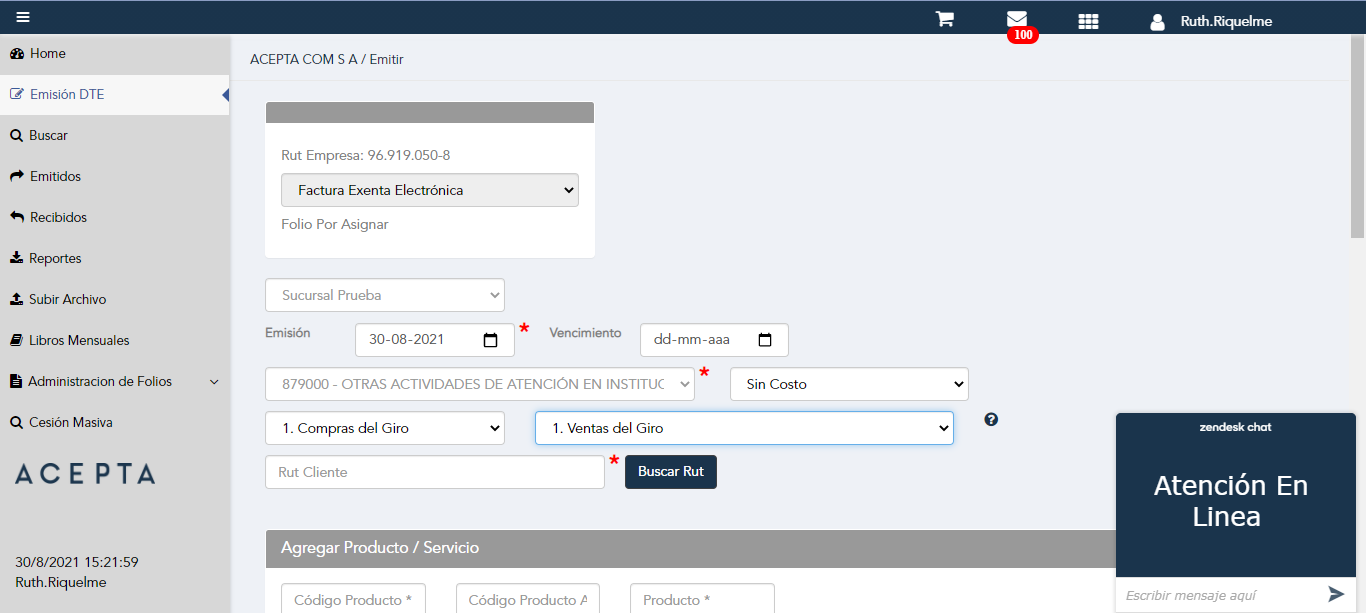 100
Ruth.Riquelme
Home
Emisión DTE
Buscar
Emitidos
Recibidos
Reportes
Subir Archivo
Libros Mensuales
Administracion de Folios
Cesión Masiva
ACEPTA
30/8/2021 15:21:59
Ruth.Riquelme
ACEPTA COM S A / Emitir
Rut Empresa: 96.919.050-8
Factura Exenta Electrónica
Folio Por Asignar
Sucursal Prueba
Emisión 30-08-2021 * Vencimiento dd-mm-aaa
879000 - OTRAS ACTIVIDADES DE ATENCIÓN EN INSTITUC * Sin Costo
1. Compras del Giro 1. Ventas del Giro ?
Rut Cliente * Buscar Rut
Agregar Producto / Servicio
Código Producto * Código Producto A Producto *
zendesk chat
Atención En
Linea
Escribir mensaje aquí